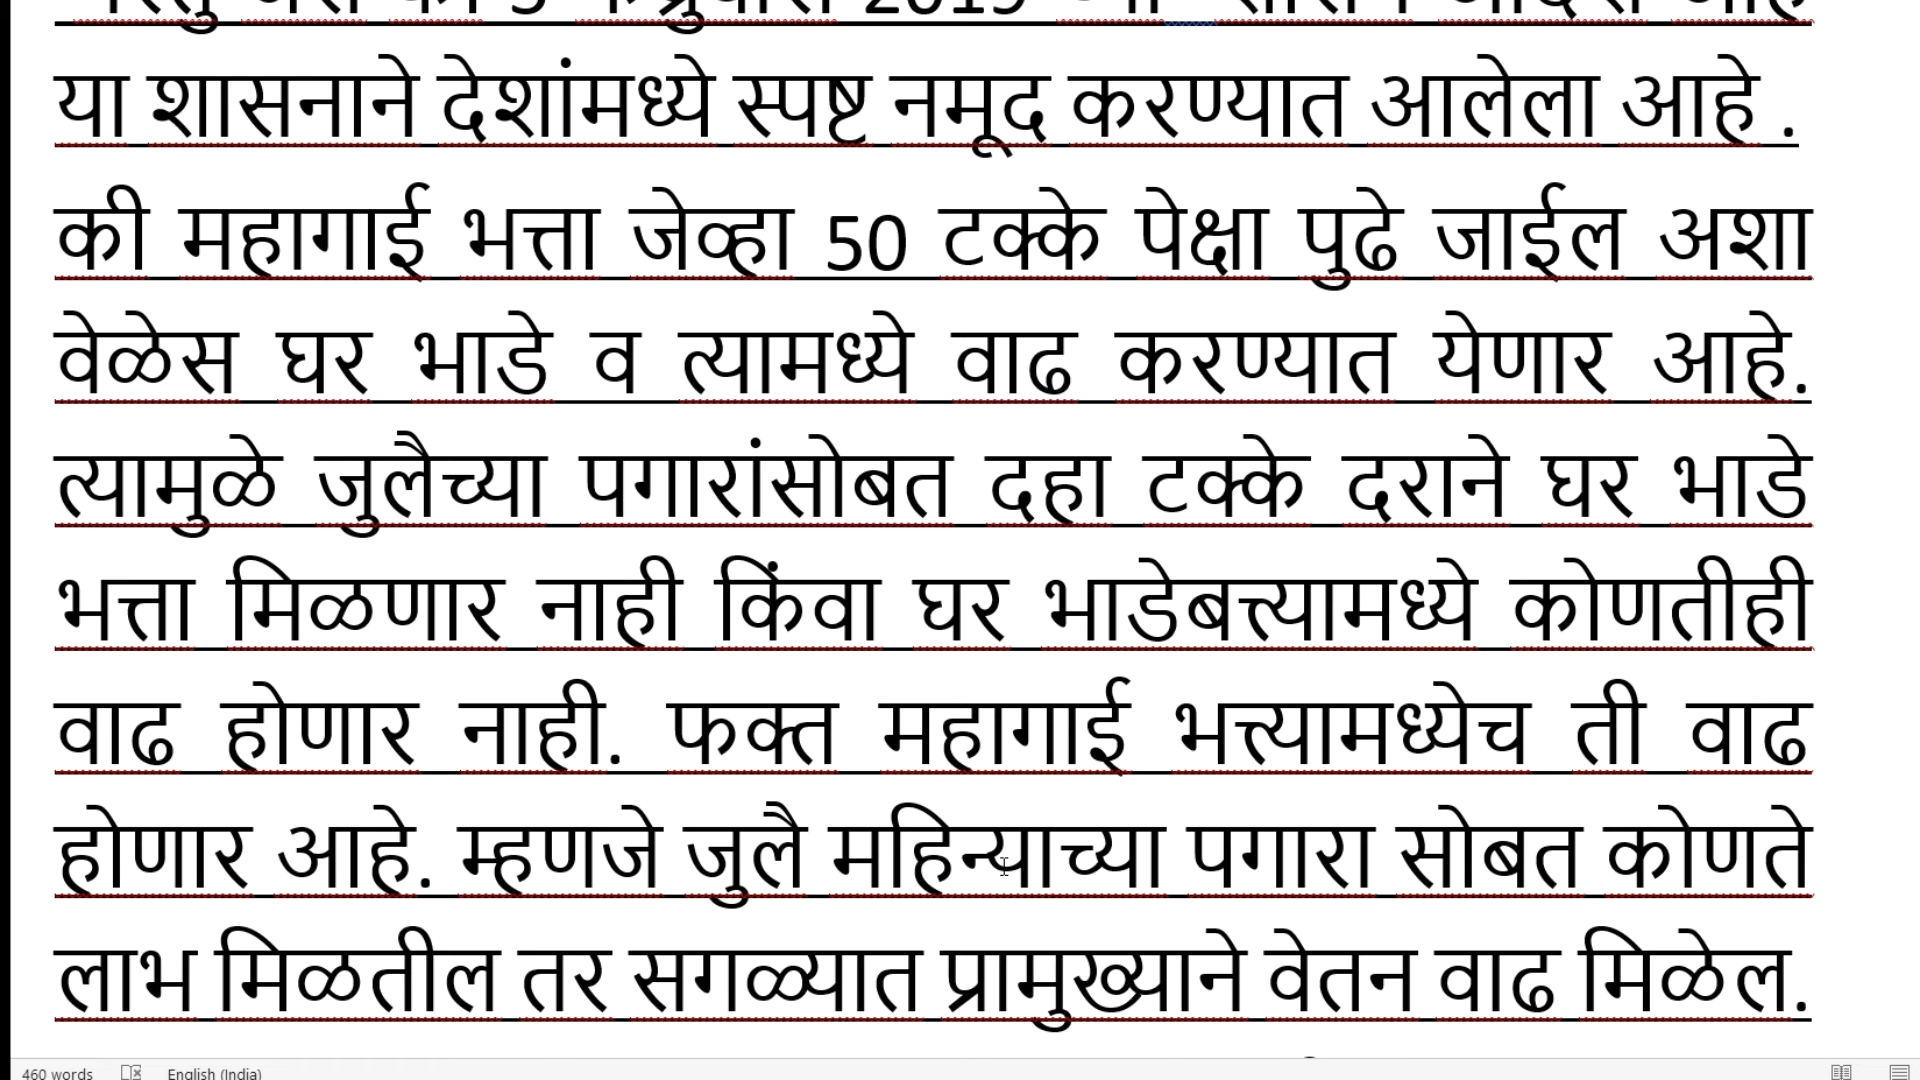 या शासनाने देशांमध्ये स्पष्ट नमूद करण्यात आलेला आहे .
की महागाई भत्ता जेव्हा 50 टक्के पेक्षा पुढे जाईल अशा
वेळेस घर भाडे व त्यामध्ये वाढ करण्यात येणार आहे.
त्यामुळे जुलैच्या पगारांसोबत दहा टक्के दराने घर भाडे
भत्ता मिळणार नाही किंवा घर भाडेबत्त्यामध्ये कोणतीही
वाढ होणार नाही. फक्त महागाई भत्त्यामध्येच ती वाढ
होणार आहे. म्हणजे जुलै महिन्याच्या पगारा सोबत कोणते
लाभ मिळतील तर सगळ्यात प्रामुख्याने वेतन वाढ मिळेल.
460 words English (India)